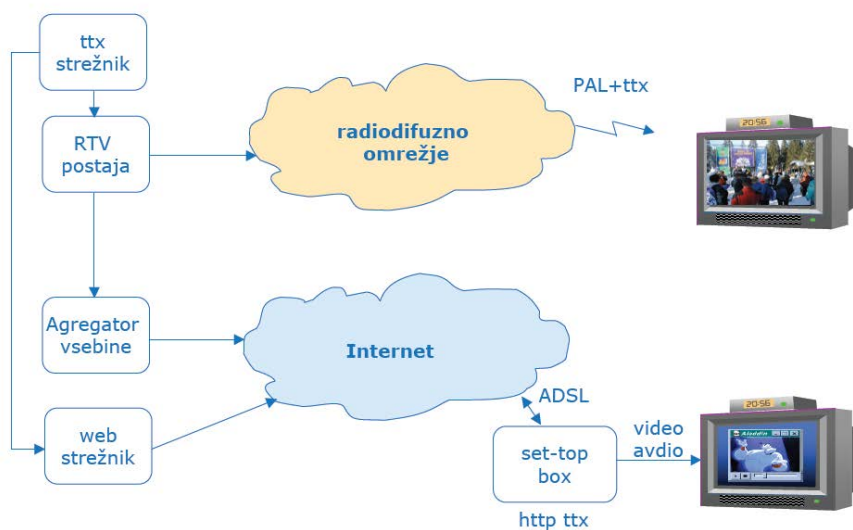 ttx
strežnik
PAL+ttx
RTV
postaja
radiodifuzno
omrežje
20:56
Agregator
vsebine
Internet
ADSL
20:56
web
strežnik
set-top
box
video
avdio
Aladdin
http ttx